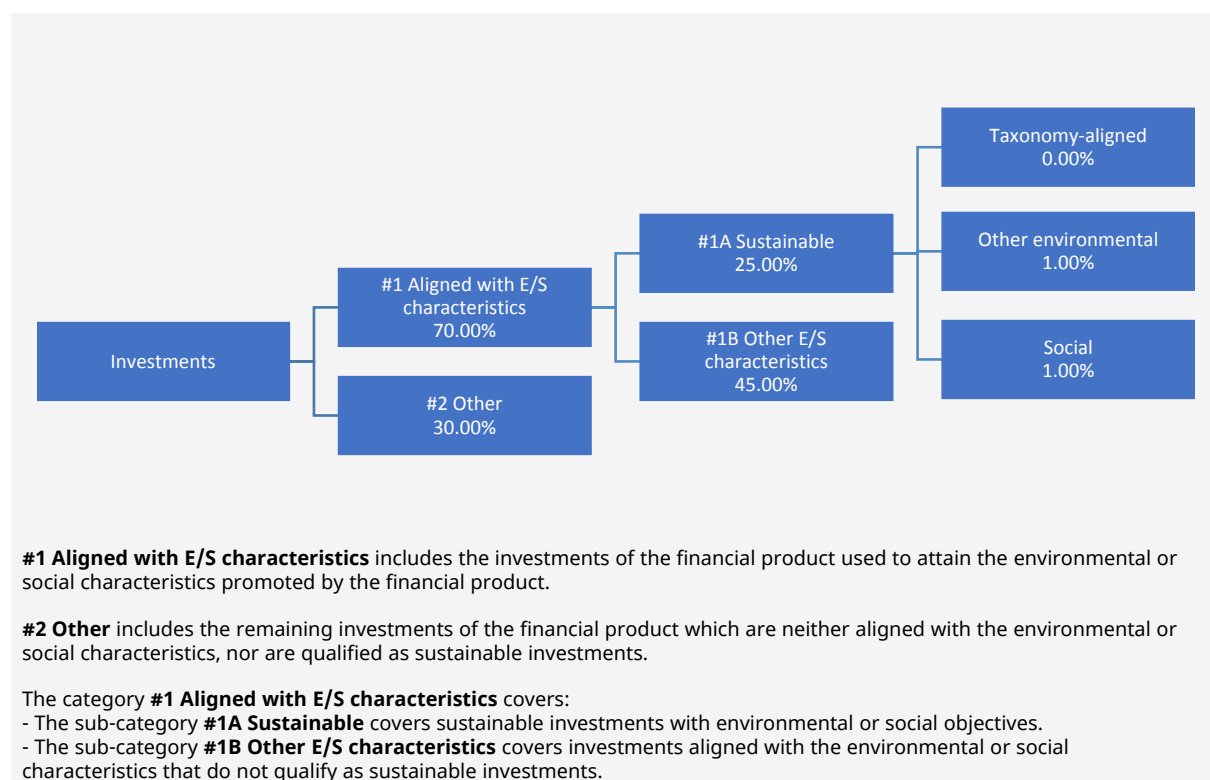 Investments
#1 Aligned with E/S
characteristics
70.00%
#2 Other
30.00%
#1A Sustainable
25.00%
#1B Other E/S
characteristics
45.00%
Taxonomy-aligned
0.00%
Other environmental
1.00%
Social
1.00%
#1 Aligned with E/S characteristics includes the investments of the financial product used to attain the environmental or
social characteristics promoted by the financial product.
#2 Other includes the remaining investments of the financial product which are neither aligned with the environmental or
social characteristics, nor are qualified as sustainable investments.
The category #1 Aligned with E/S characteristics covers:
- The sub-category #1A Sustainable covers sustainable investments with environmental or social objectives.
- The sub-category #1B Other E/S characteristics covers investments aligned with the environmental or social
characteristics that do not qualify as sustainable investments.